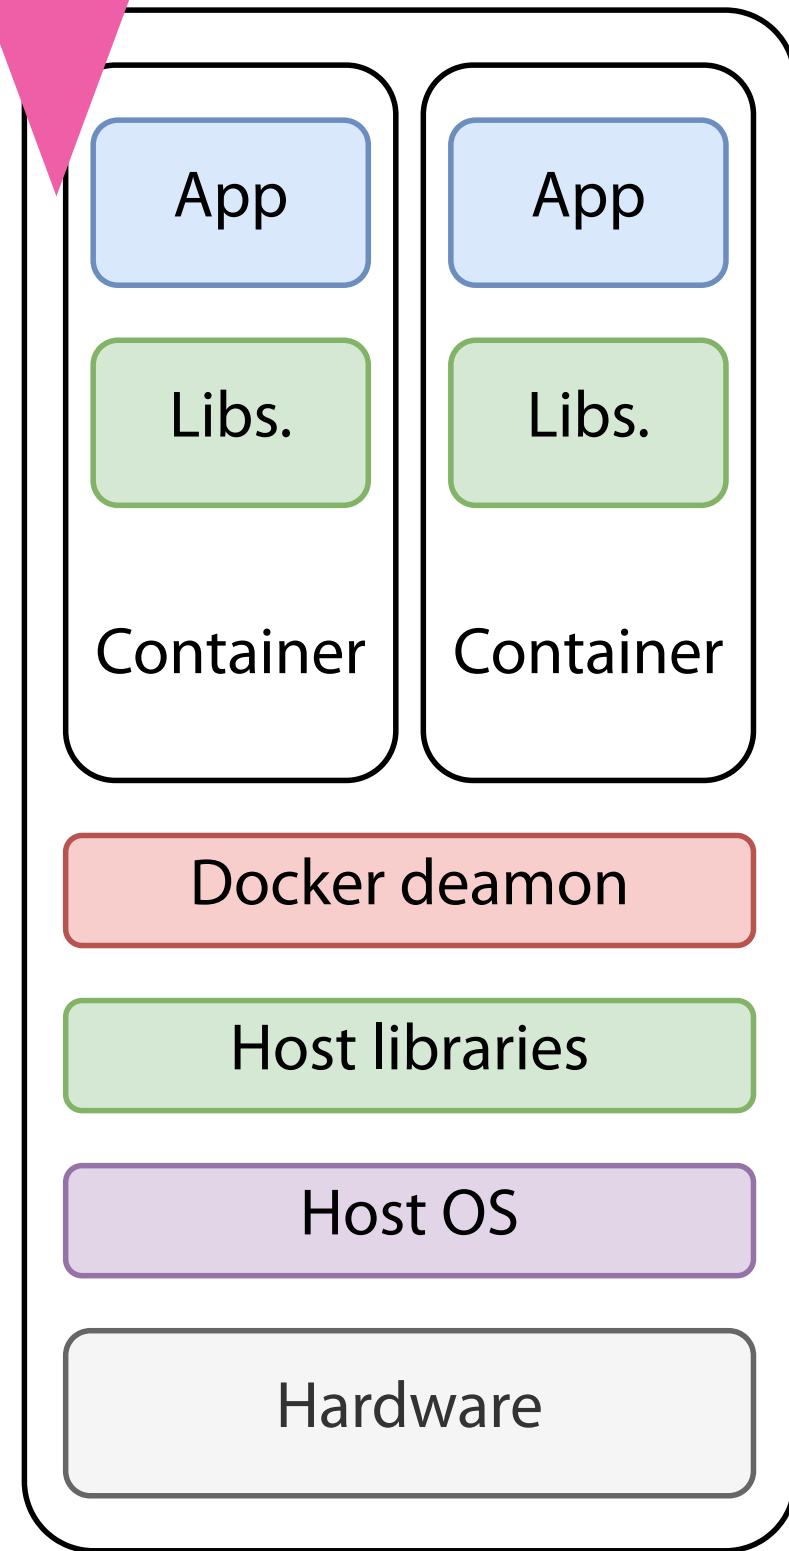 App
App
Libs.
Libs.
Container
Container
Docker deamon
Host libraries
Host OS
Hardware